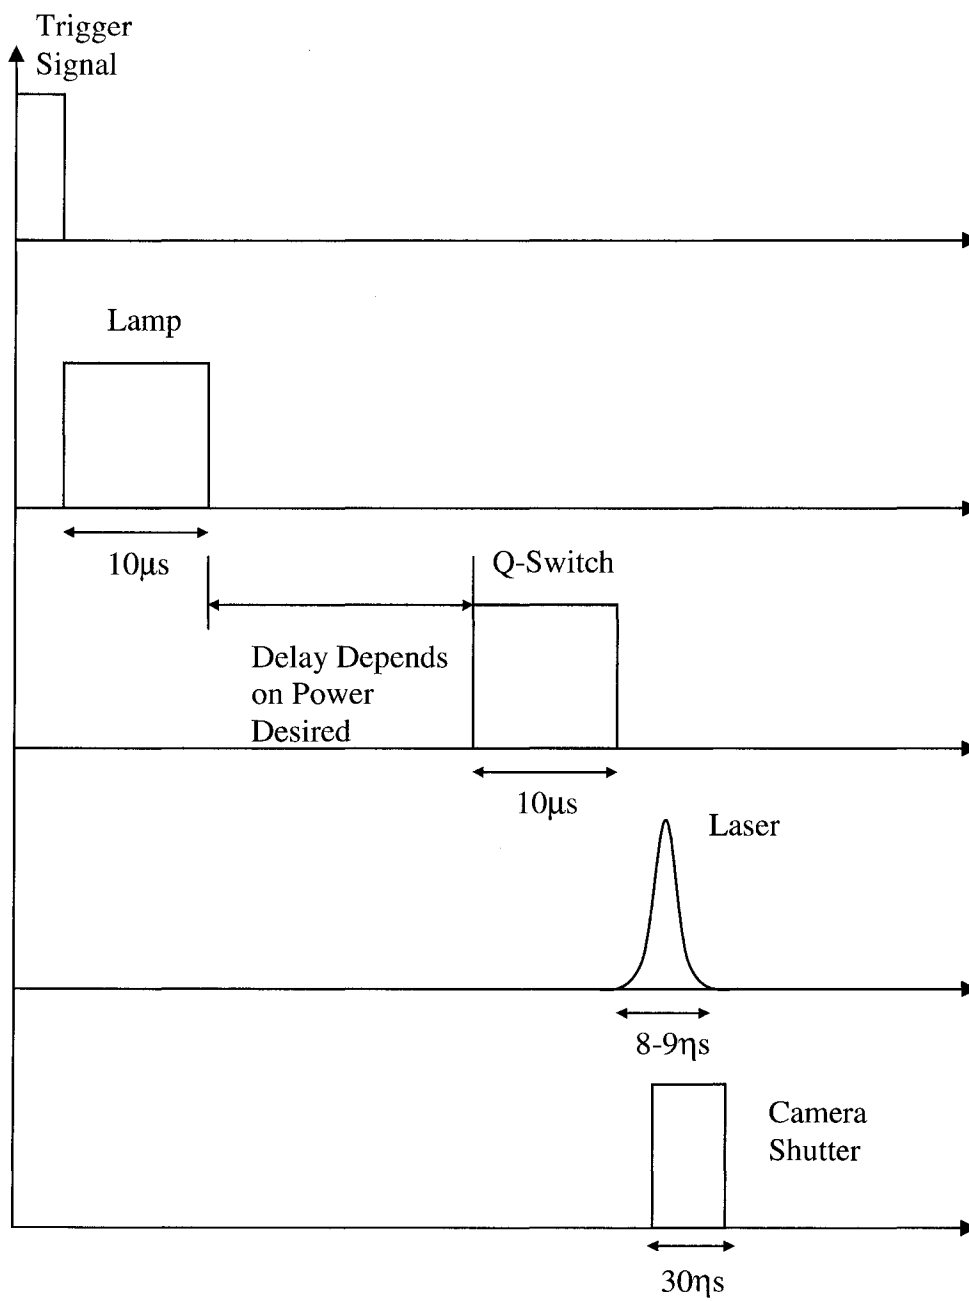 Trigger
Signal
Lamp
10μs
Q-Switch
Delay Depends
on Power
Desired
10μs
Laser
8-9ηs
Camera
Shutter
30ηs